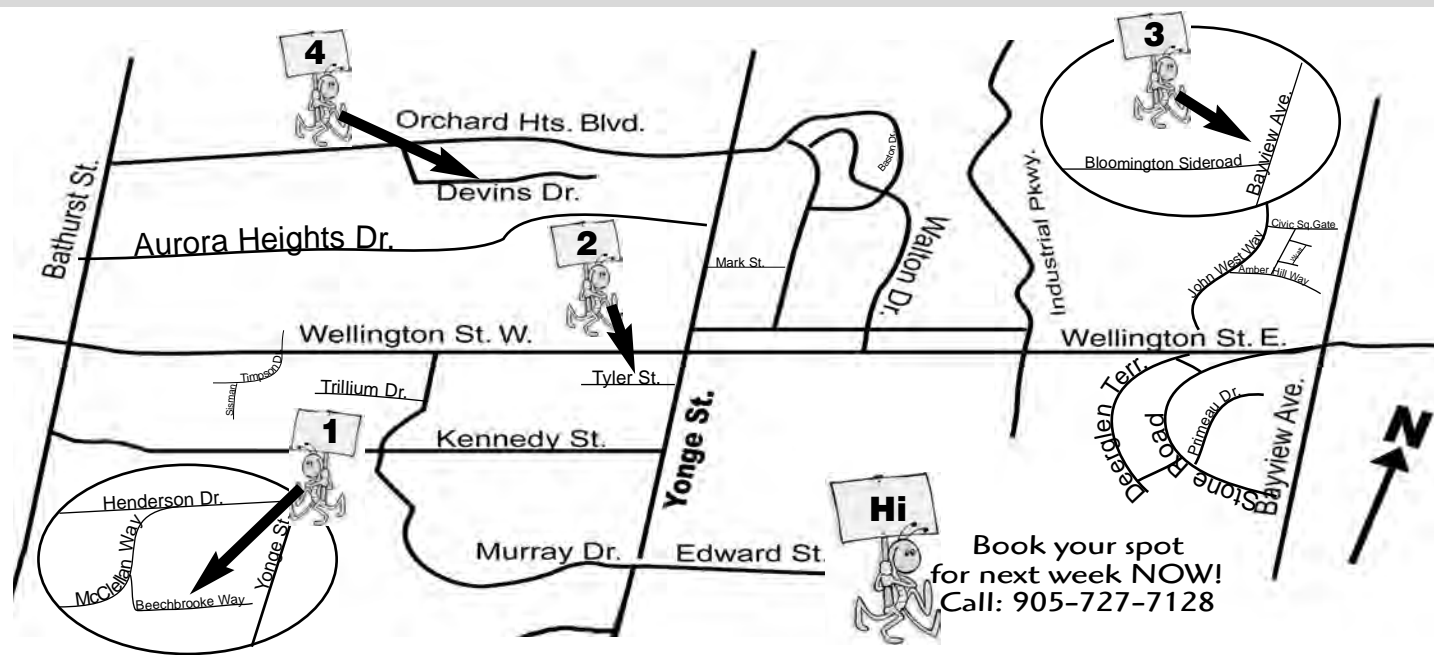 4
3
Orchard Hts. Blvd.
Baston Dr.
Bayview Ave.
Bloomington Sideroad
Industrial Pkwy.
Bathurst St.
Devins Dr.
Aurora Heights Dr.
2
Walton Dr.
Mark St.
John West Way
Civic Sq.Gate
Amber Hill Way
Wellington St. W.
Wellington St. E.
Timpson D
Sisman
Trillium Dr.
Tyler St.
Deerglen Terr.
Stone Road
Primeau Dr.
Bayview Ave.
N
1
Kennedy St.
Yonge St.
Henderson Dr.
McClellan Way
Yonge St.
Beechbrooke Way
Murray Dr.
Edward St.
Hi
Book your spot
for next week NOW!
Call: 905-727-7128